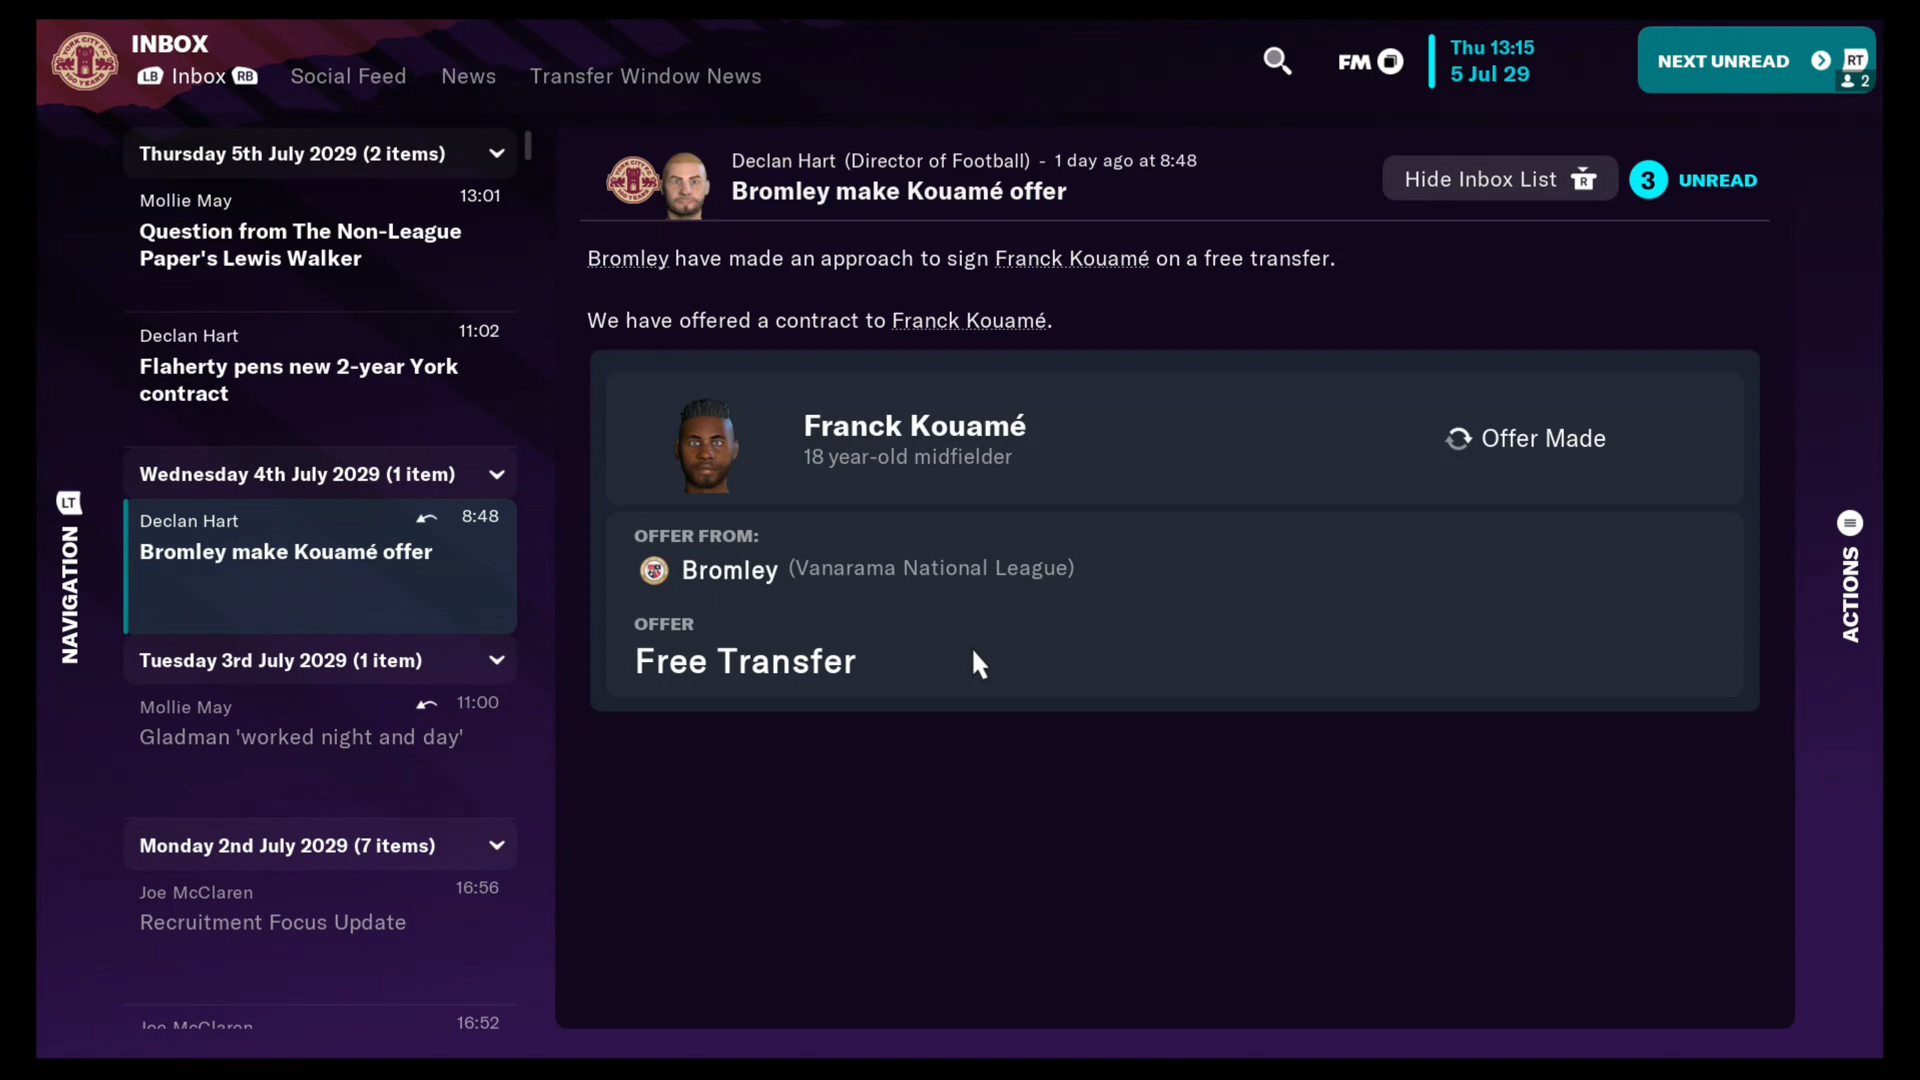 INBOX
LB Inbox RB
Social Feed
News
Transfer Window News
FM
Thu 13:15
5 Jul 29
NEXT UNREAD
RT
2
Thursday 5th July 2029 (2 items)
Mollie May
13:01
Question from The Non-League
Paper's Lewis Walker
Declan Hart
11:02
Flaherty pens new 2-year York
contract
Wednesday 4th July 2029 (1 item)
Declan Hart
8:48
Bromley make Kouamé offer
Tuesday 3rd July 2029 (1 item)
Mollie May
11:00
Gladman 'worked night and day'
Monday 2nd July 2029 (7 items)
Joe McClaren
16:56
Recruitment Focus Update
Joe McClaren
16:52
LT
NAVIGATION
Declan Hart (Director of Football) - 1 day ago at 8:48
Bromley make Kouamé offer
Hide Inbox List R
3 UNREAD
Bromley have made an approach to sign Franck Kouamé on a free transfer.
We have offered a contract to Franck Kouamé.
Franck Kouamé
18 year-old midfielder
Offer Made
OFFER FROM:
Bromley (Vanarama National League)
OFFER
Free Transfer
ACTIONS